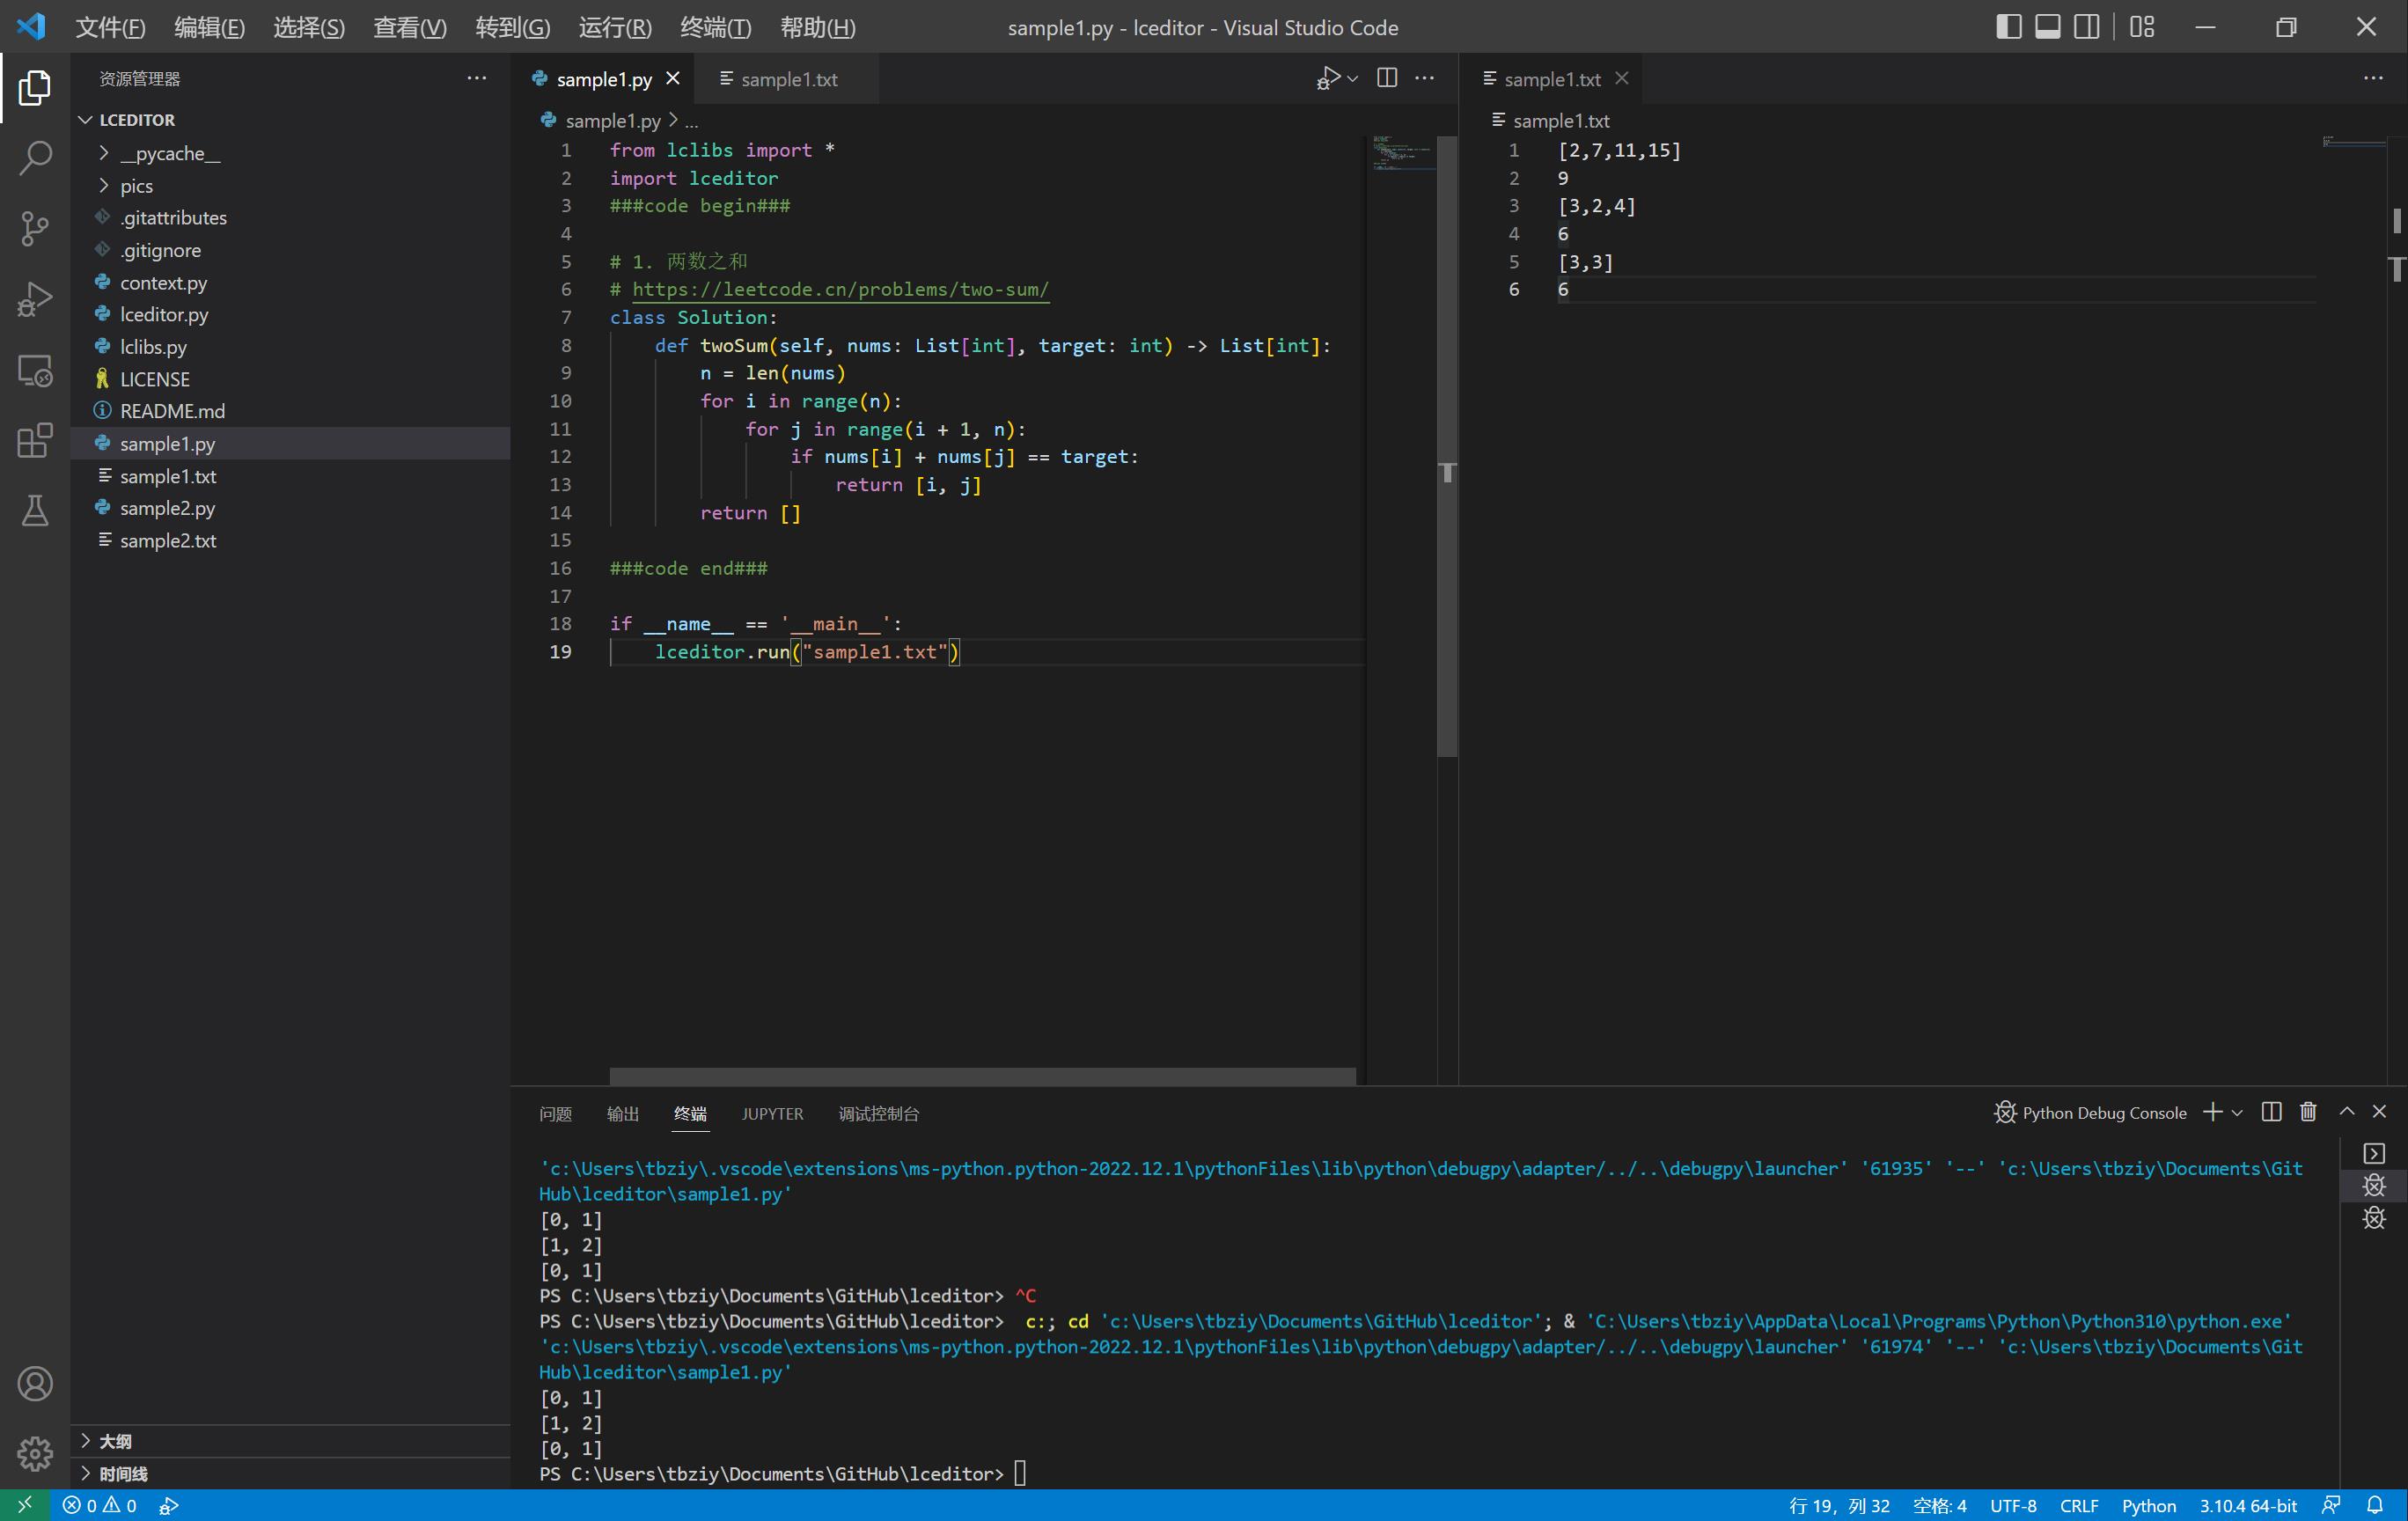 文件(F) 编辑(E) 选择(S) 查看(V) 转到(G) 运行(R) 终端(T) 帮助(H) sample1.py - lceditor - Visual Studio Code
资源管理器
LCEDITOR
__pycache__
pics
.gitattributes
.gitignore
context.py
lceditor.py
lclibs.py
LICENSE
README.md
sample1.py
sample1.txt
sample2.py
sample2.txt
大纲
时间线
sample1.py sample1.txt
sample1.py > ...
1 from lclibs import *
2 import lceditor
3 ###code begin###
4
5 # 1. 两数之和
6 # https://leetcode.cn/problems/two-sum/
7 class Solution:
8 def twoSum(self, nums: List[int], target: int) -> List[int]:
9 n = len(nums)
10 for i in range(n):
11 for j in range(i + 1, n):
12 if nums[i] + nums[j] == target:
13 return [i, j]
14 return []
15
16 ###code end###
17
18 if __name__ == '__main__':
19 lceditor.run("sample1.txt")
sample1.txt
sample1.txt
1 [2,7,11,15]
2 9
3 [3,2,4]
4 6
5 [3,3]
6 6
问题 输出 终端 JUPYTER 调试控制台 Python Debug Console
'c:\Users\tbziy\.vscode\extensions\ms-python.python-2022.12.1\pythonFiles\lib\python\debugpy\adapter/../..\debugpy\launcher' '61935' '--' 'c:\Users\tbziy\Documents\Git
Hub\lceditor\sample1.py'
[0, 1]
[1, 2]
[0, 1]
PS C:\Users\tbziy\Documents\GitHub\lceditor> ^C
PS C:\Users\tbziy\Documents\GitHub\lceditor>  c:; cd 'c:\Users\tbziy\Documents\GitHub\lceditor'; & 'C:\Users\tbziy\AppData\Local\Programs\Python\Python310\python.exe'
'c:\Users\tbziy\.vscode\extensions\ms-python.python-2022.12.1\pythonFiles\lib\python\debugpy\adapter/../..\debugpy\launcher' '61974' '--' 'c:\Users\tbziy\Documents\Git
Hub\lceditor\sample1.py'
[0, 1]
[1, 2]
[0, 1]
PS C:\Users\tbziy\Documents\GitHub\lceditor>
0 0 行 19，列 32 空格: 4 UTF-8 CRLF Python 3.10.4 64-bit